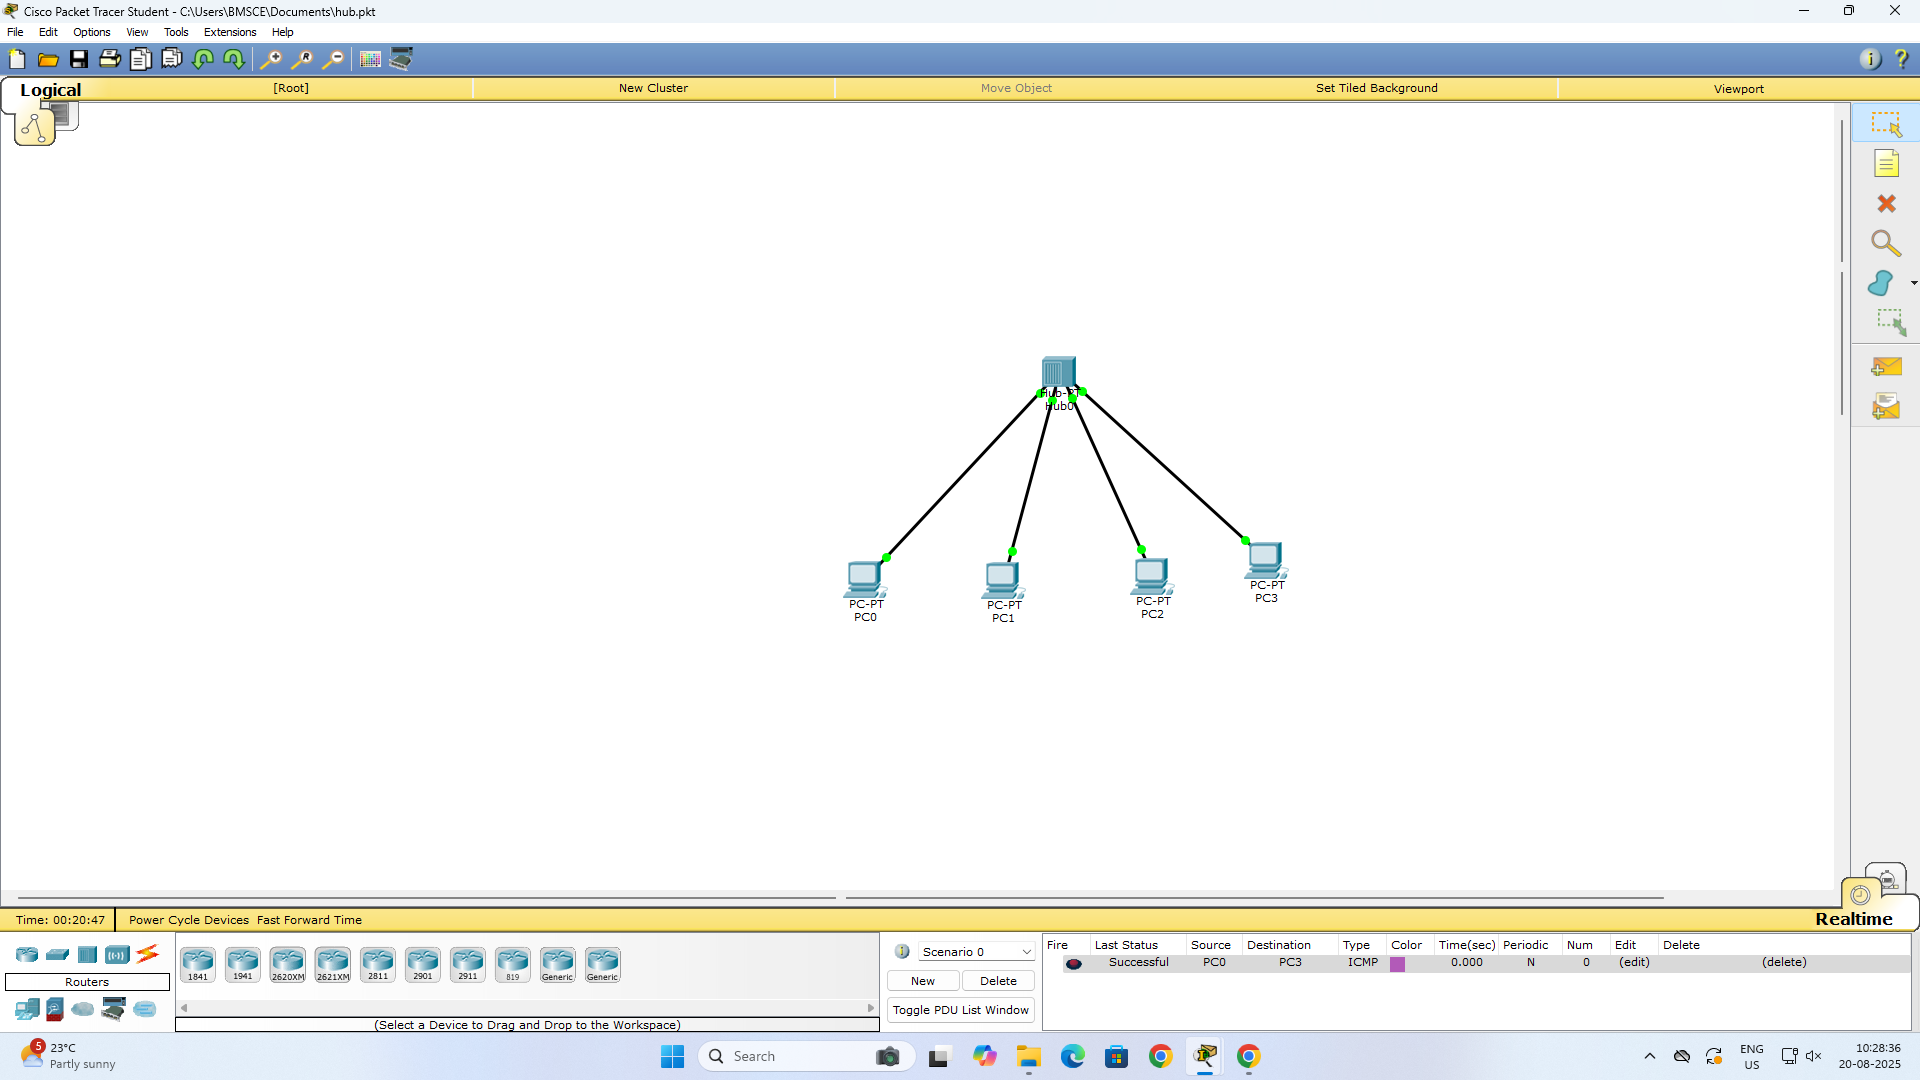 Cisco Packet Tracer Student - C:\Users\BMSCE\Documents\hub.pkt
File Edit Options View Tools Extensions Help
Logical [Root] New Cluster Move Object Set Tiled Background Viewport
Hub-PT
Hub0
PC-PT
PC0
PC-PT
PC1
PC-PT
PC2
PC-PT
PC3
Time: 00:20:47 Power Cycle Devices Fast Forward Time Realtime
Routers
1841 1941 2620XM 2621XM 2811 2901 2911 819 Generic Generic
(Select a Device to Drag and Drop to the Workspace)
Scenario 0
New Delete
Toggle PDU List Window
Fire Last Status Source Destination Type Color Time(sec) Periodic Num Edit Delete
Successful PC0 PC3 ICMP 0.000 N 0 (edit) (delete)
5
23°C
Partly sunny
Search
ENG
US
10:28:36
20-08-2025